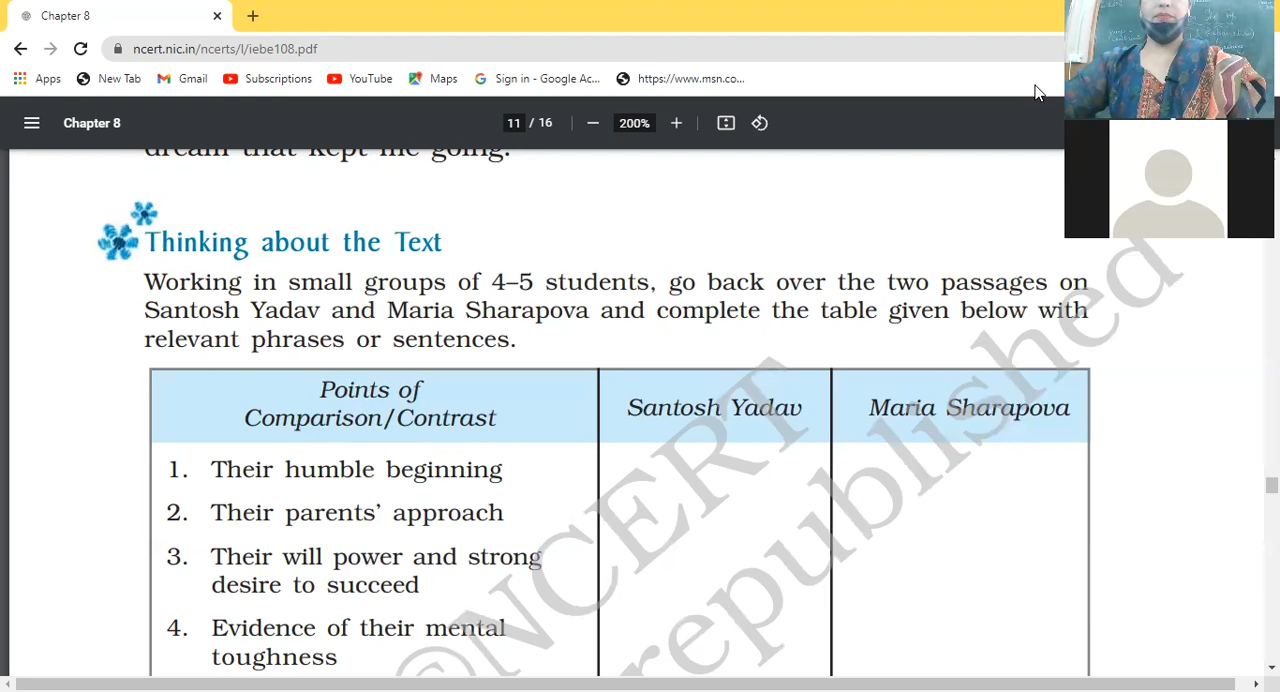 Chapter 8
ncert.nic.in/ncerts/l/iebe108.pdf
Apps New Tab Gmail Subscriptions YouTube Maps Sign in - Google Ac... https://www.msn.co...
Chapter 8 11 / 16 200%
dream that kept me going.
Thinking about the Text
Working in small groups of 4–5 students, go back over the two passages on
Santosh Yadav and Maria Sharapova and complete the table given below with
relevant phrases or sentences.
Points of
Comparison/Contrast
Santosh Yadav
Maria Sharapova
1. Their humble beginning
2. Their parents' approach
3. Their will power and strong
desire to succeed
4. Evidence of their mental
toughness
©NCERT
republished